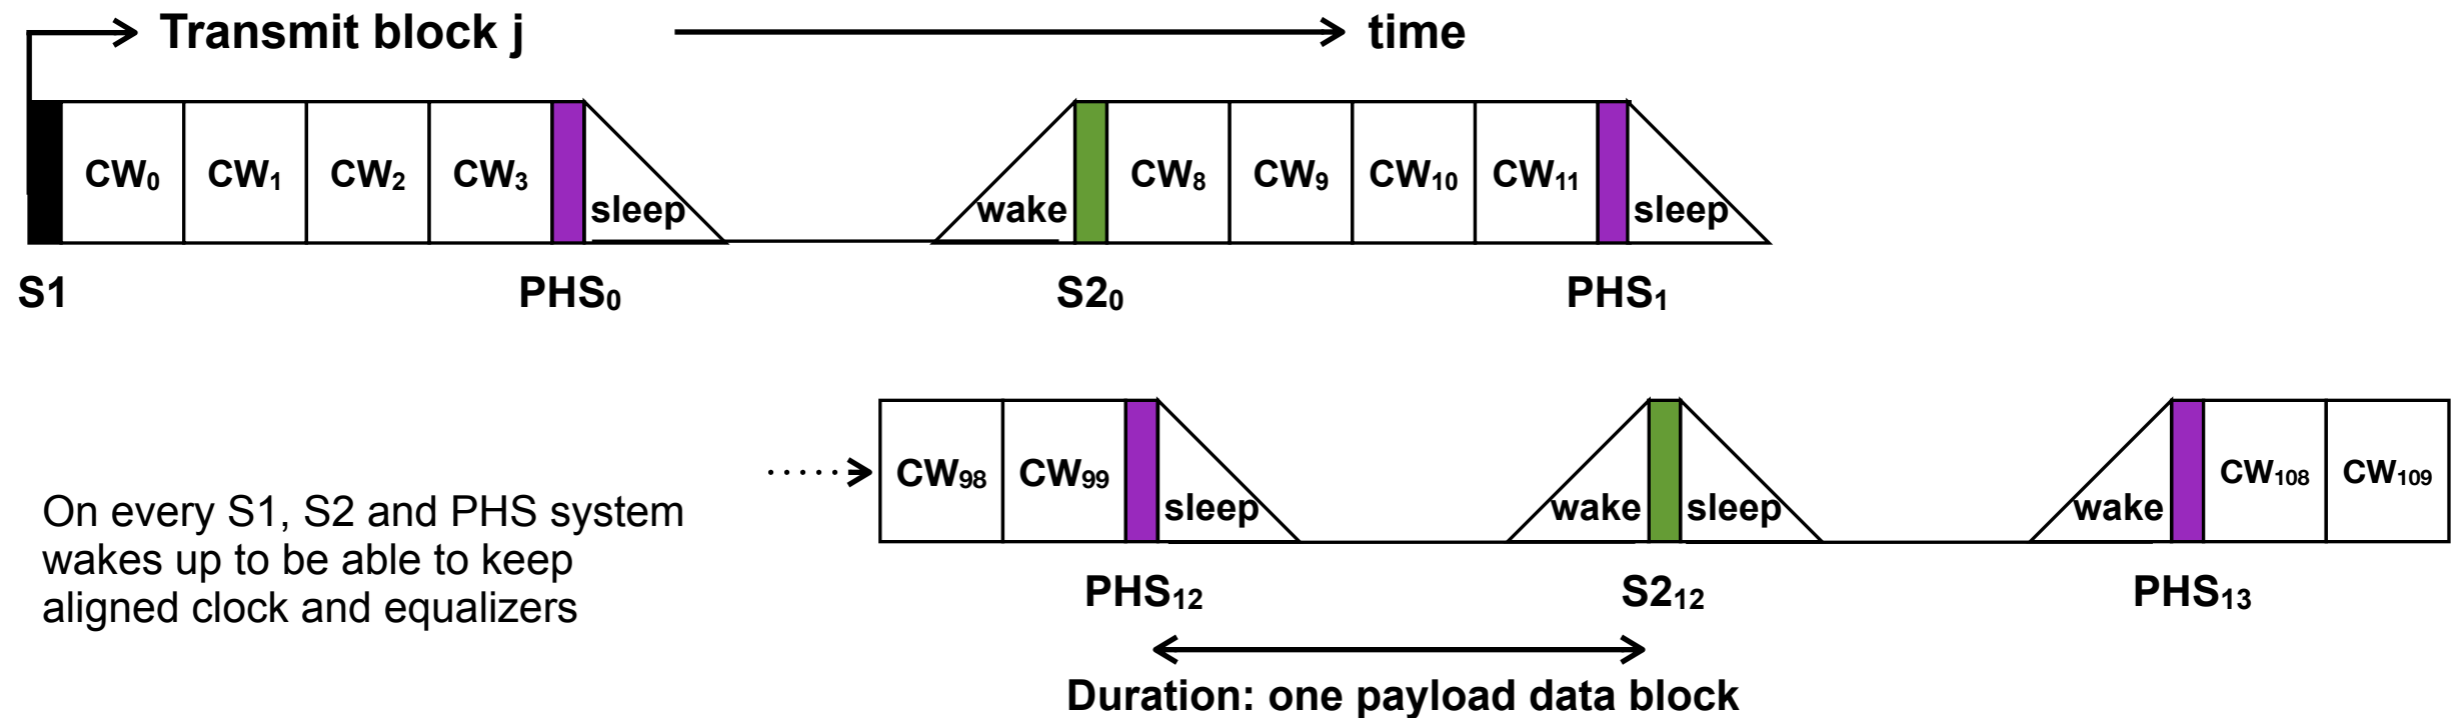 Transmit block j
time
CW₀ CW₁ CW₂ CW₃ sleep wake CW₈ CW₉ CW₁₀ CW₁₁ sleep
S1 PHS₀ S2₀ PHS₁
CW₉₈ CW₉₉ sleep wake sleep wake CW₁₀₈ CW₁₀₉
On every S1, S2 and PHS system
wakes up to be able to keep
aligned clock and equalizers
PHS₁₂ S2₁₂ PHS₁₃
Duration: one payload data block